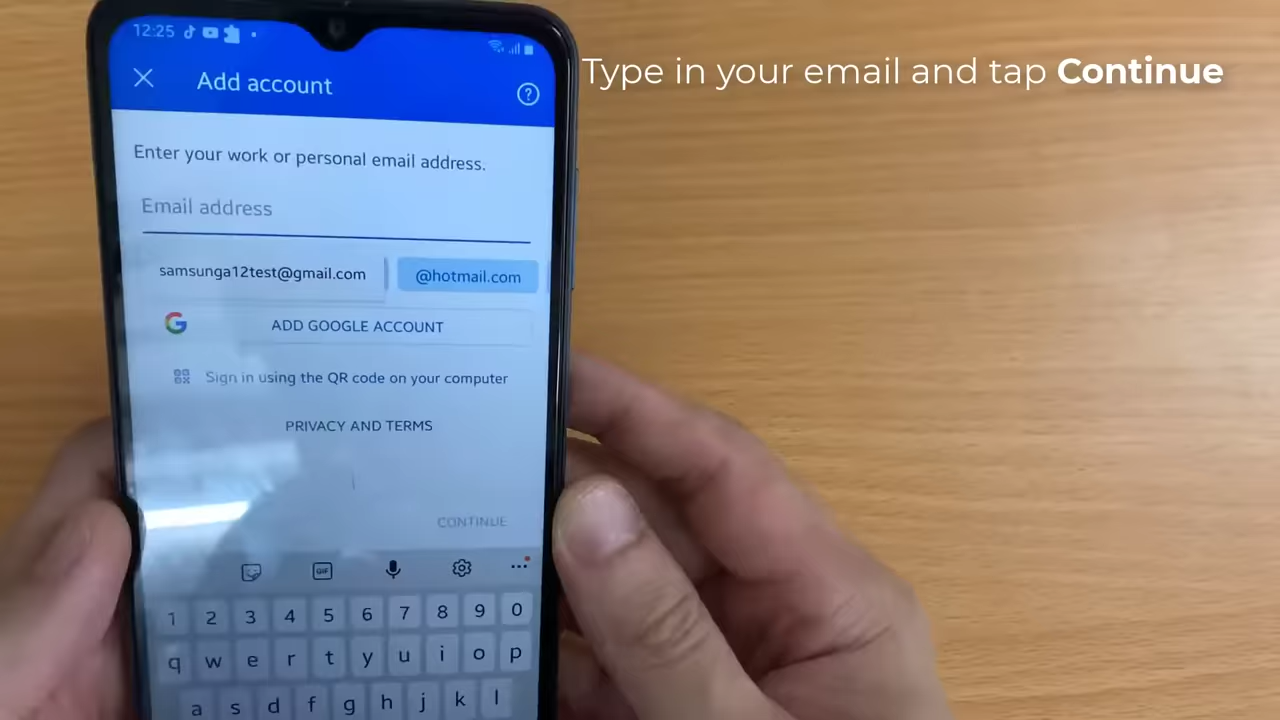 12:25
Add account
Type in your email and tap Continue
Enter your work or personal email address.
Email address
samsunga12test@gmail.com
@hotmail.com
ADD GOOGLE ACCOUNT
Sign in using the QR code on your computer
PRIVACY AND TERMS
CONTINUE
GIF
1 2 3 4 5 6 7 8 9 0
q w e r t y u i o p
a s d f g h j k l